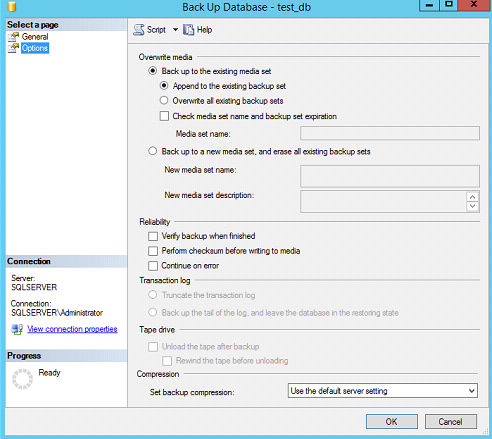 Back Up Database - test_db
Select a page
General
Options
Script
Help
Overwrite media
Back up to the existing media set
Append to the existing backup set
Overwrite all existing backup sets
Check media set name and backup set expiration
Media set name:
Back up to a new media set, and erase all existing backup sets
New media set name:
New media set description:
Reliability
Verify backup when finished
Perform checksum before writing to media
Continue on error
Transaction log
Truncate the transaction log
Back up the tail of the log, and leave the database in the restoring state
Tape drive
Unload the tape after backup
Rewind the tape before unloading
Compression
Set backup compression:
Use the default server setting
Connection
Server:
SQLSERVER
Connection:
SQLSERVER\Administrator
View connection properties
Progress
Ready
OK
Cancel